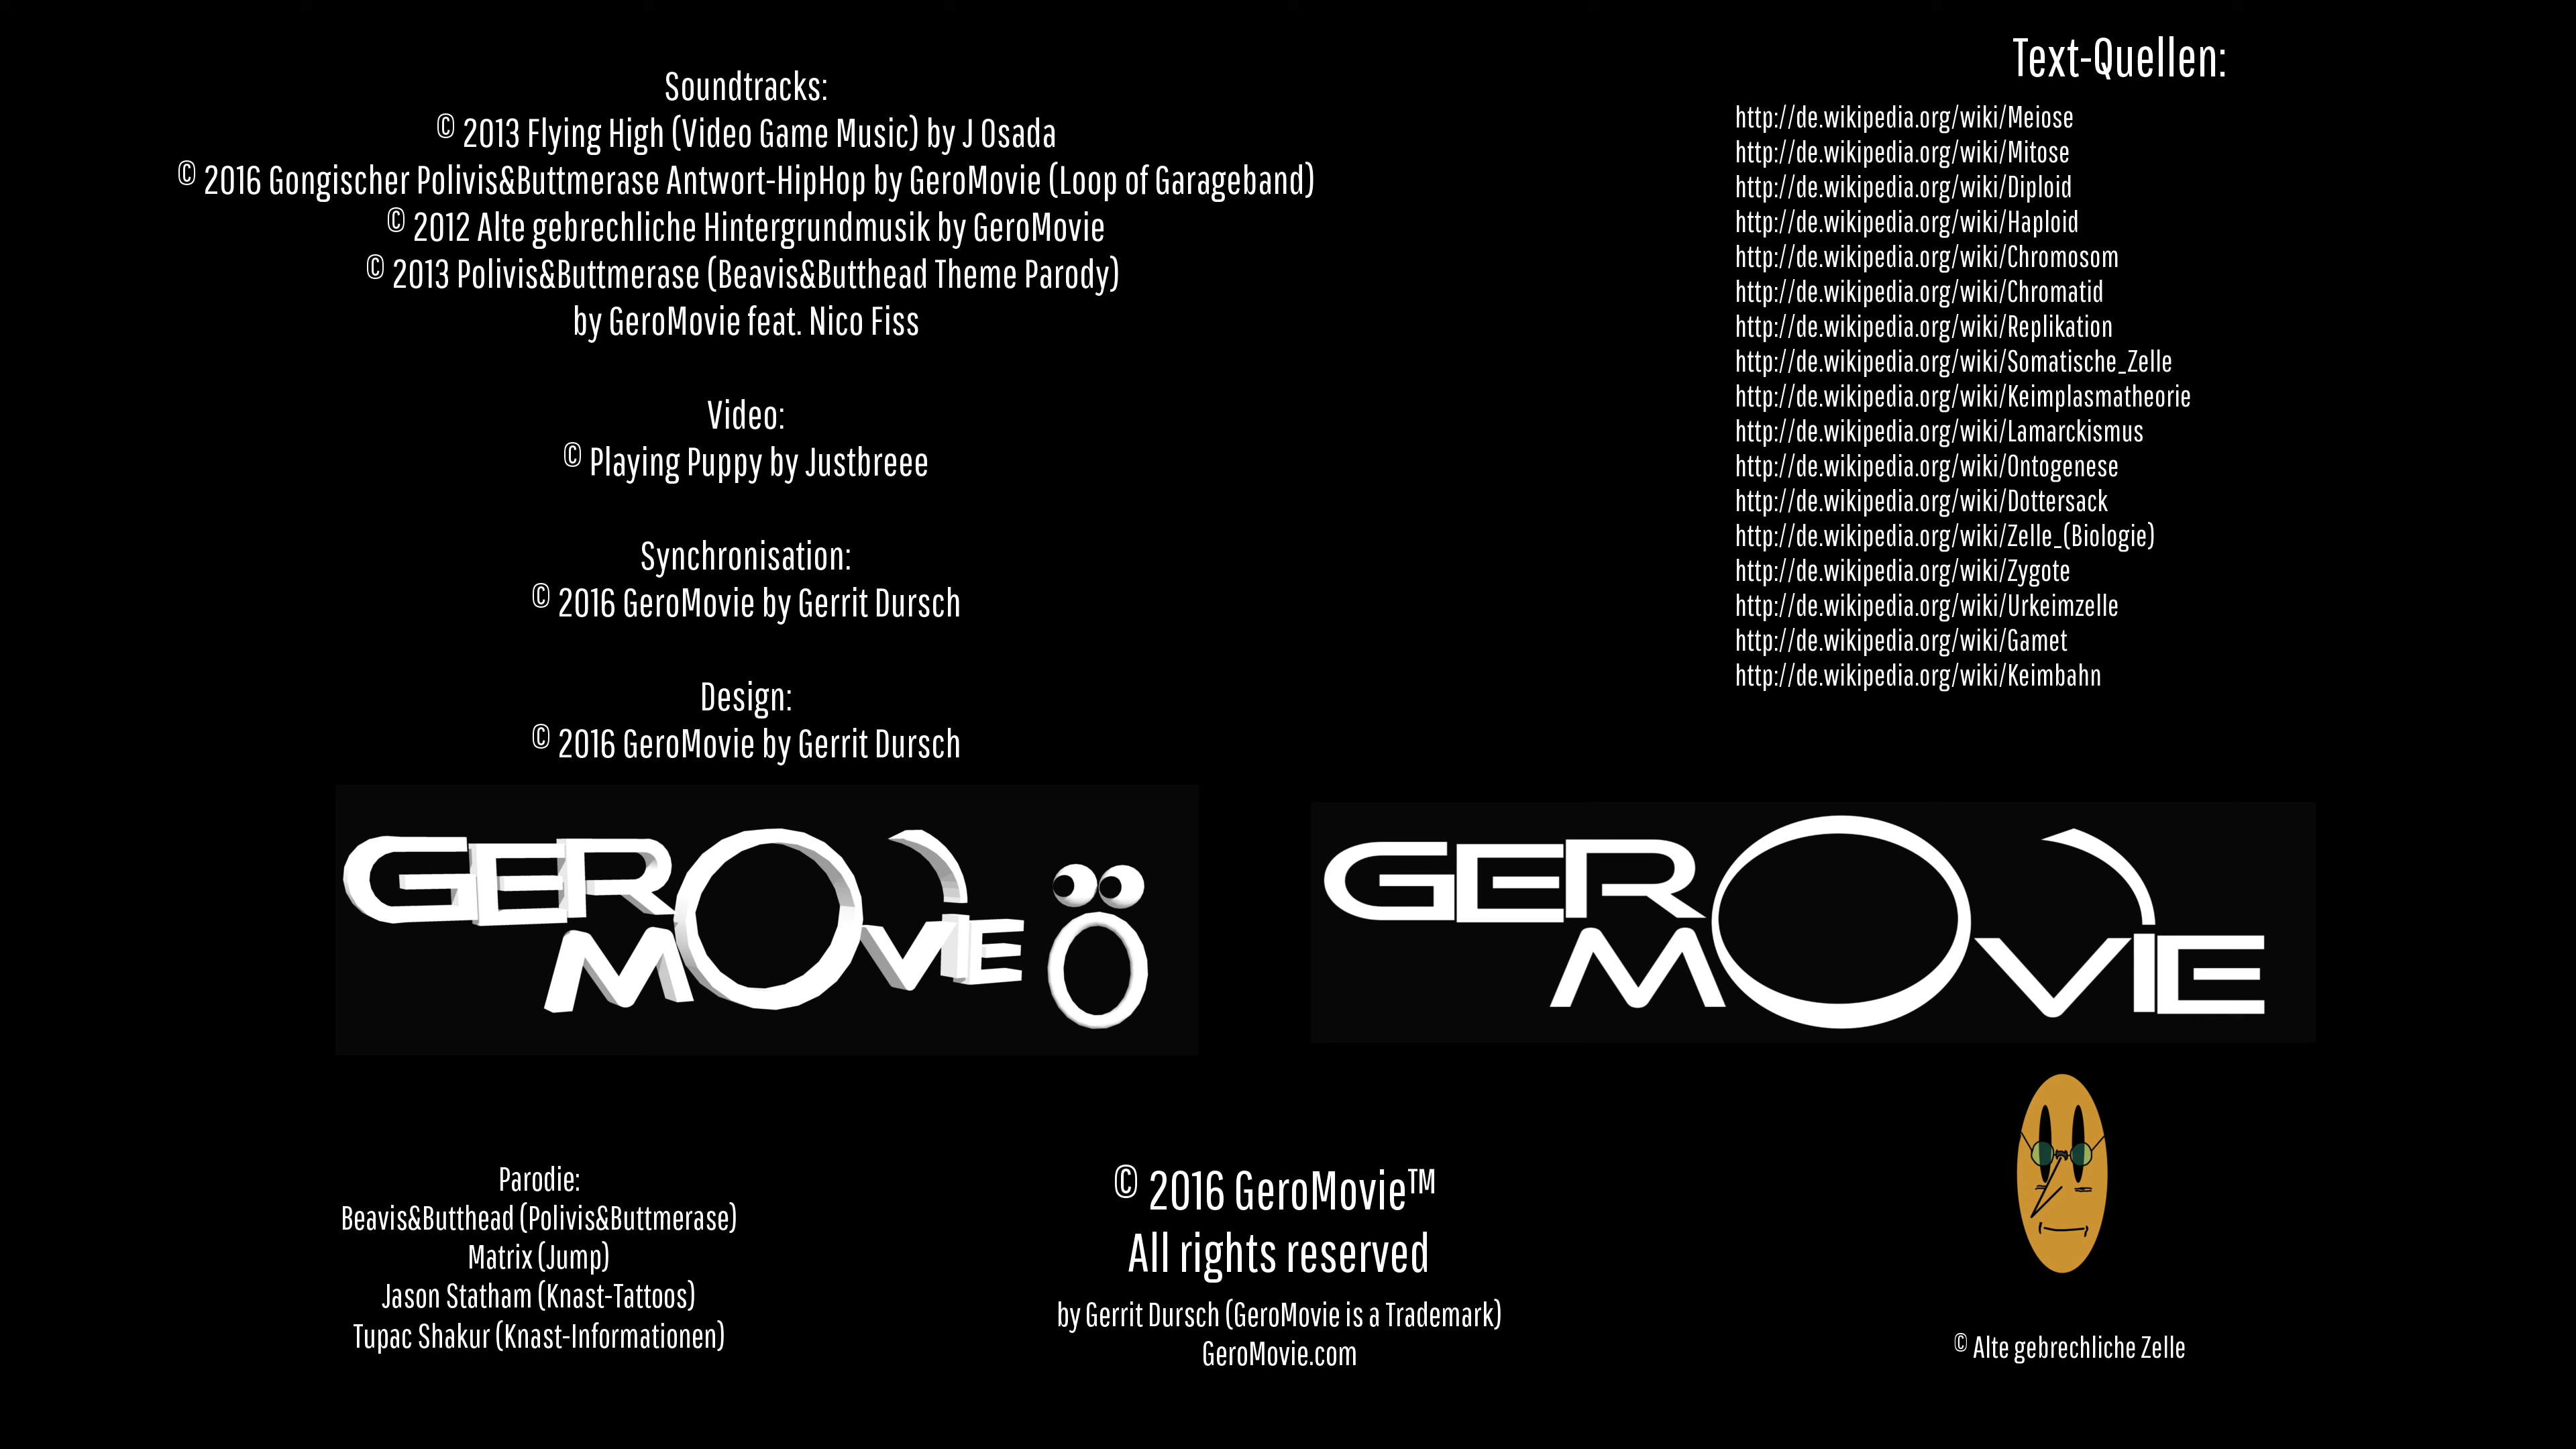 Soundtracks:
© 2013 Flying High (Video Game Music) by J Osada
© 2016 Gongischer Polivis&Buttmerase Antwort-HipHop by GeroMovie (Loop of Garageband)
© 2012 Alte gebrechliche Hintergrundmusik by GeroMovie
© 2013 Polivis&Buttmerase (Beavis&Butthead Theme Parody)
by GeroMovie feat. Nico Fiss
Video:
© Playing Puppy by Justbreee
Synchronisation:
© 2016 GeroMovie by Gerrit Dursch
Design:
© 2016 GeroMovie by Gerrit Dursch
Text-Quellen:
http://de.wikipedia.org/wiki/Meiose
http://de.wikipedia.org/wiki/Mitose
http://de.wikipedia.org/wiki/Diploid
http://de.wikipedia.org/wiki/Haploid
http://de.wikipedia.org/wiki/Chromosom
http://de.wikipedia.org/wiki/Chromatid
http://de.wikipedia.org/wiki/Replikation
http://de.wikipedia.org/wiki/Somatische_Zelle
http://de.wikipedia.org/wiki/Keimplasmatheorie
http://de.wikipedia.org/wiki/Lamarckismus
http://de.wikipedia.org/wiki/Ontogenese
http://de.wikipedia.org/wiki/Dottersack
http://de.wikipedia.org/wiki/Zelle_(Biologie)
http://de.wikipedia.org/wiki/Zygote
http://de.wikipedia.org/wiki/Urkeimzelle
http://de.wikipedia.org/wiki/Gamet
http://de.wikipedia.org/wiki/Keimbahn
GERO
MOVIE
GERO
MOVIE
Parodie:
Beavis&Butthead (Polivis&Buttmerase)
Matrix (Jump)
Jason Statham (Knast-Tattoos)
Tupac Shakur (Knast-Informationen)
© 2016 GeroMovie™
All rights reserved
by Gerrit Dursch (GeroMovie is a Trademark)
GeroMovie.com
© Alte gebrechliche Zelle